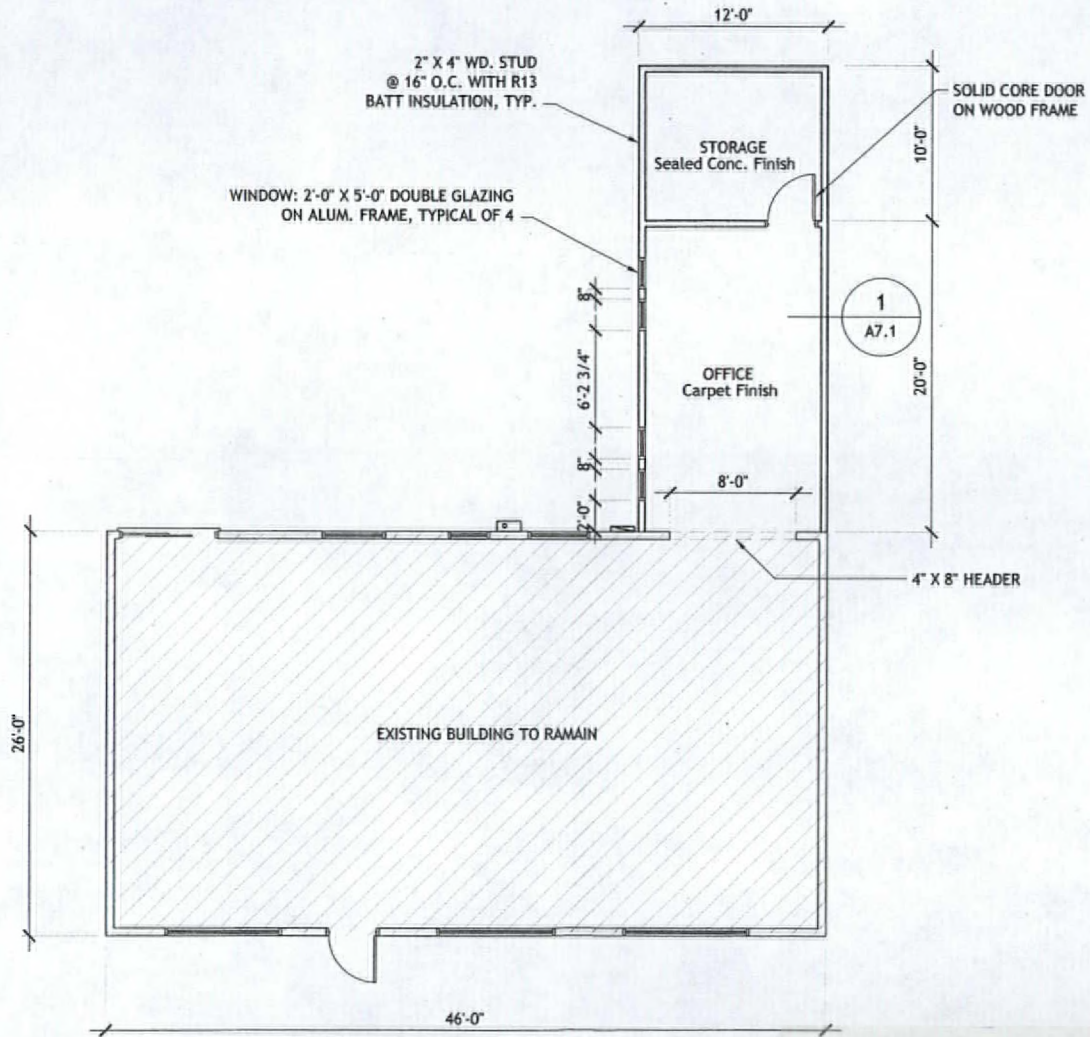 12'-0"
2" X 4" WD. STUD
@ 16" O.C. WITH R13
BATT INSULATION, TYP.
SOLID CORE DOOR
ON WOOD FRAME
STORAGE
Sealed Conc. Finish
10'-0"
WINDOW: 2'-0" X 5'-0" DOUBLE GLAZING
ON ALUM. FRAME, TYPICAL OF 4
8"
1
A7.1
6'-2 3/4"
OFFICE
Carpet Finish
20'-0"
8"
8'-0"
2'-0"
4" X 8" HEADER
26'-0"
EXISTING BUILDING TO RAMAIN
46'-0"